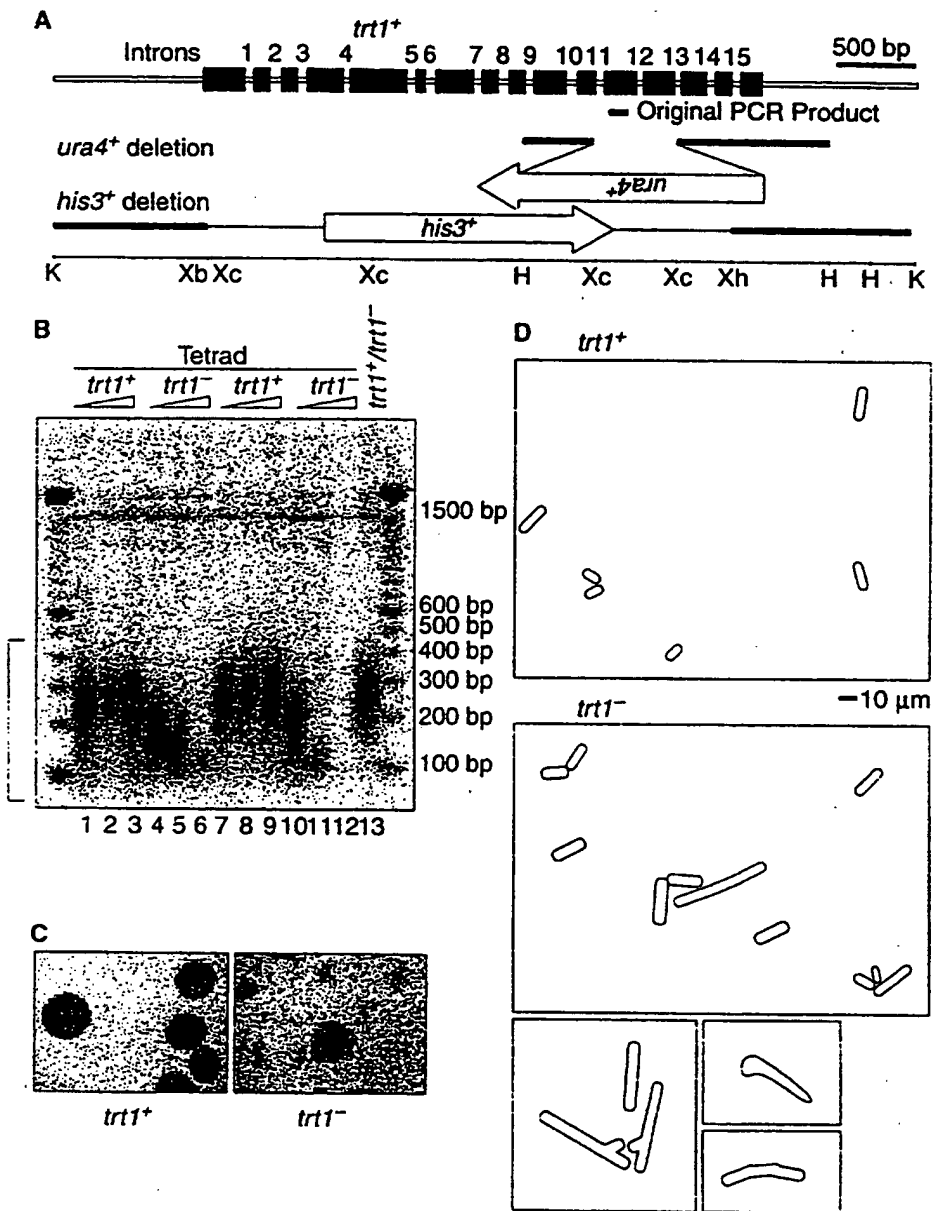 A
trt1+
Introns 1 2 3 4 5 6 7 8 9 10 11 12 13 14 15
500 bp
Original PCR Product
ura4+ deletion
ura4+
his3+ deletion
his3+
K Xb Xc Xc H Xc Xc Xh H H K
B
Tetrad
trt1+ trt1− trt1+ trt1− trt1+/trt1−
1500 bp
600 bp
500 bp
400 bp
300 bp
200 bp
100 bp
1 2 3 4 5 6 7 8 9 10 11 12 13
C
trt1+ trt1−
D
trt1+
10 µm
trt1−